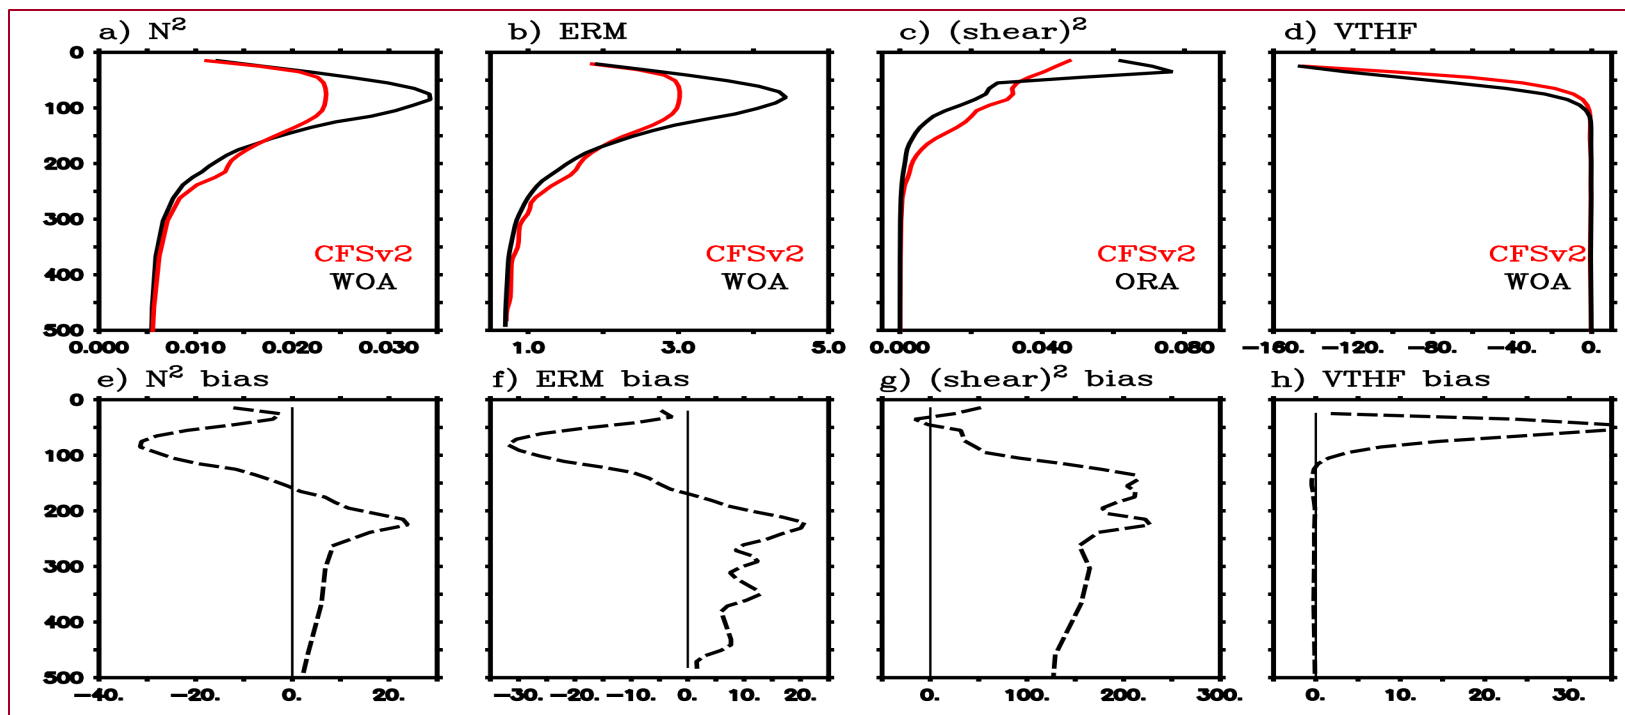 a) N² b) ERM c) (shear)² d) VTHF
0
100
200
300
400
500
CFSv2 CFSv2 CFSv2 CFSv2
WOA WOA ORA WOA
0.000 0.010 0.020 0.030 1.0 3.0 5.0 0.000 0.040 0.080 −160. −120. −80. −40. 0.
e) N² bias f) ERM bias g) (shear)² bias h) VTHF bias
0
100
200
300
400
500
−40. −20. 0. 20. −30. −20. −10. 0. 10. 20. 0. 100. 200. 300. 0. 10. 20. 30.